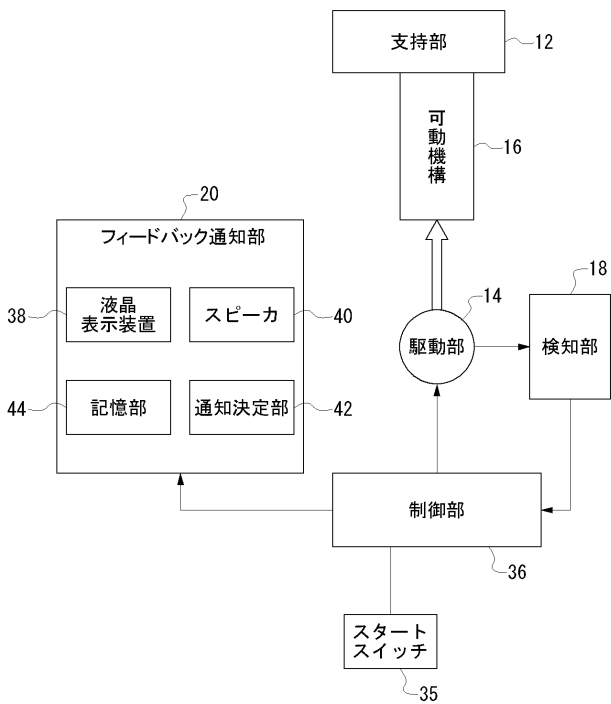 支持部
12
可動機構
16
20
フィードバック通知部
38
液晶
表示装置
スピーカ
40
44
記憶部
通知決定部
42
14
駆動部
18
検知部
制御部
36
スタート
スイッチ
35